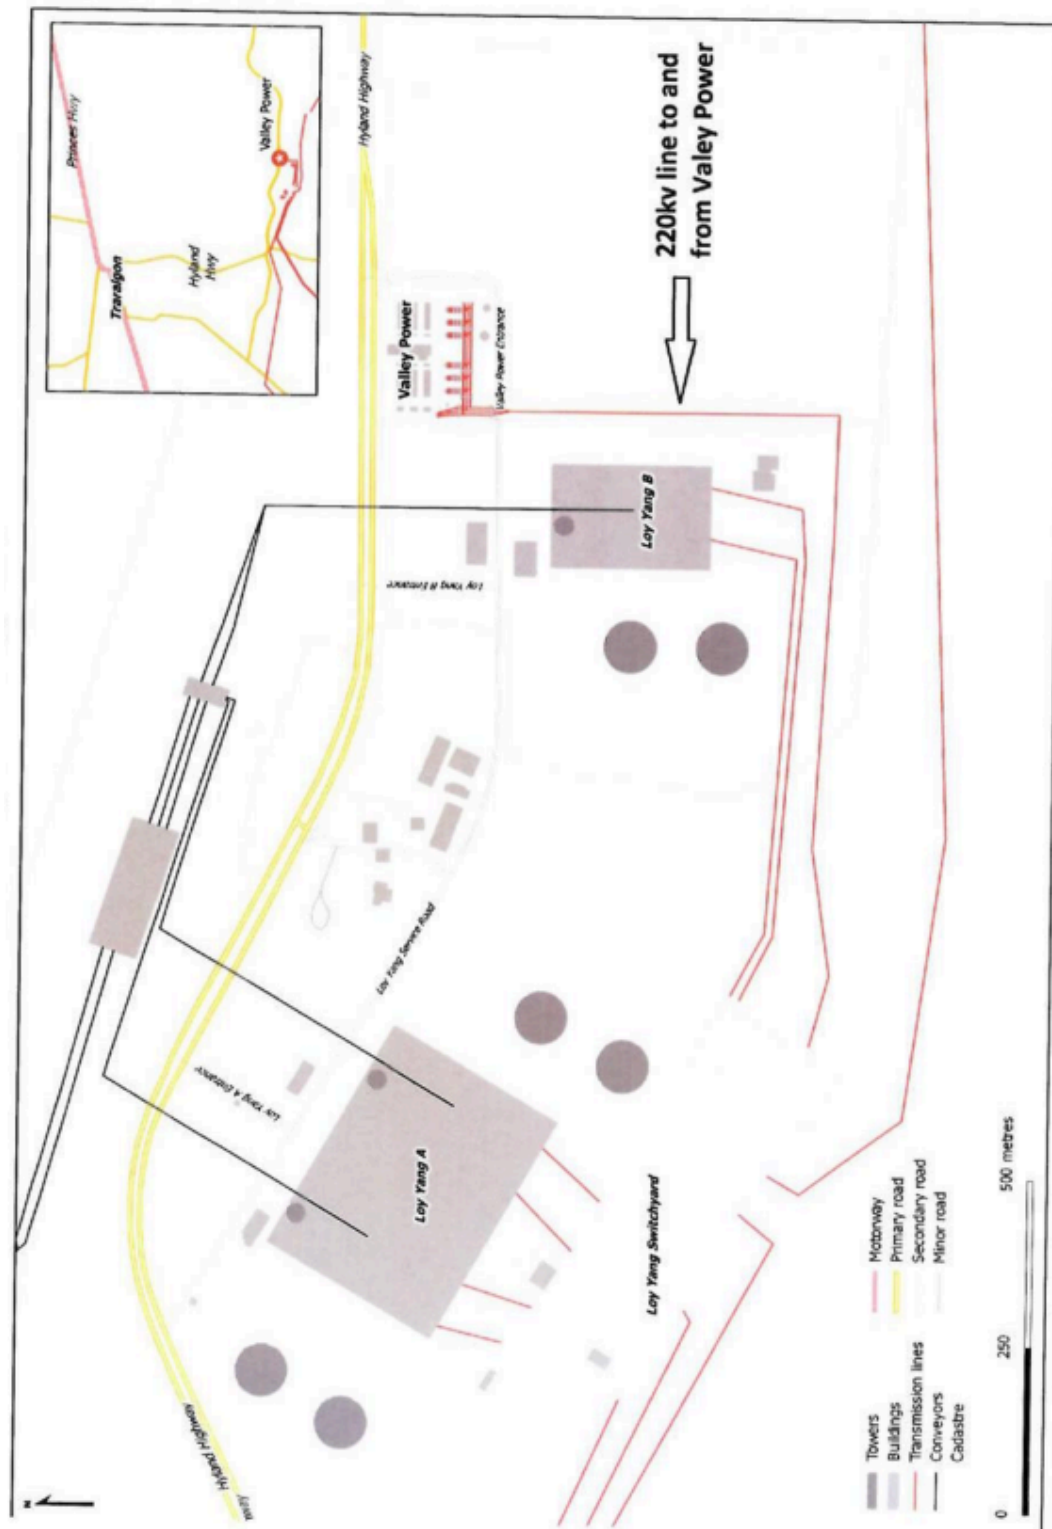 Princes Hwy
Traralgon
Hyland
Hwy
Valley Power
Hyland Highway
Valley Power
Valley Power Entrance
220kv line to and
from Valey Power
Loy Yang B
Loy Yang B Entrance
Loy Yang Service Road
Loy Yang A Entrance
Loy Yang A
Loy Yang Switchyard
Hyland Highway
hway
N
Towers
Buildings
Transmission lines
Conveyors
Cadastre
Motorway
Primary road
Secondary road
Minor road
0
250
500 metres